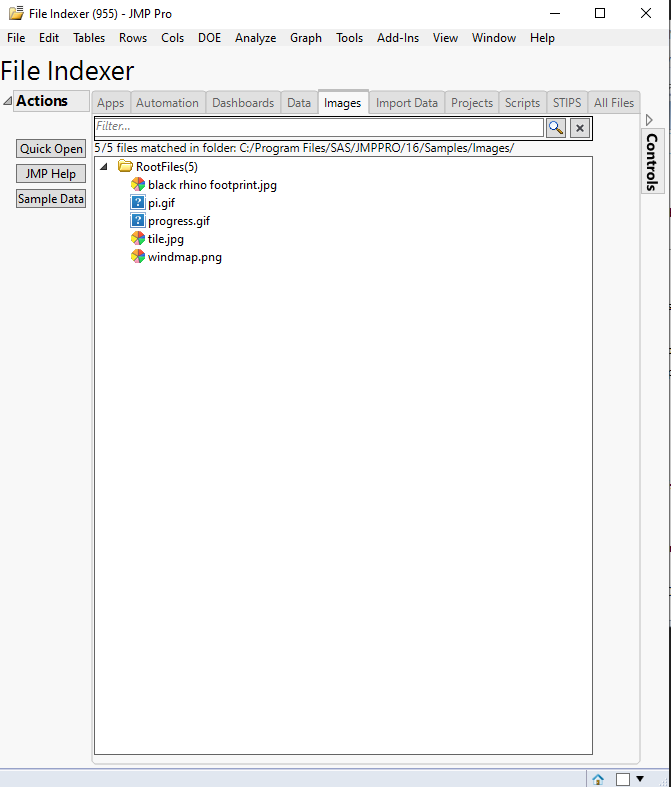 File Indexer (955) - JMP Pro
File Edit Tables Rows Cols DOE Analyze Graph Tools Add-Ins View Window Help
File Indexer
Actions
Apps Automation Dashboards Data Images Import Data Projects Scripts STIPS All Files
Filter...
5/5 files matched in folder: C:/Program Files/SAS/JMPPRO/16/Samples/Images/
Quick Open
JMP Help
Sample Data
RootFiles(5)
black rhino footprint.jpg
pi.gif
progress.gif
tile.jpg
windmap.png
Controls